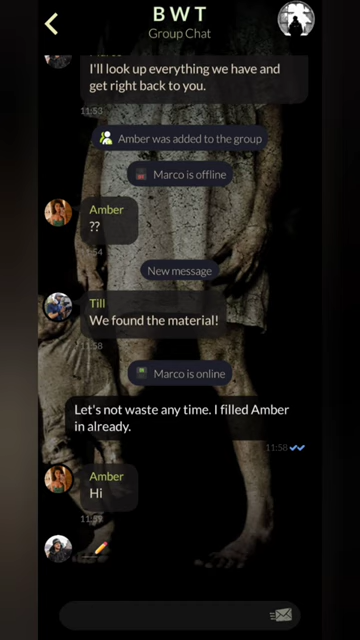 B W T
Group Chat
I'll look up everything we have and
get right back to you.
11:53
Amber was added to the group
Marco is offline
Amber
??
New message
Till
We found the material!
11:58
Marco is online
Let's not waste any time. I filled Amber
in already.
11:58
Amber
Hi